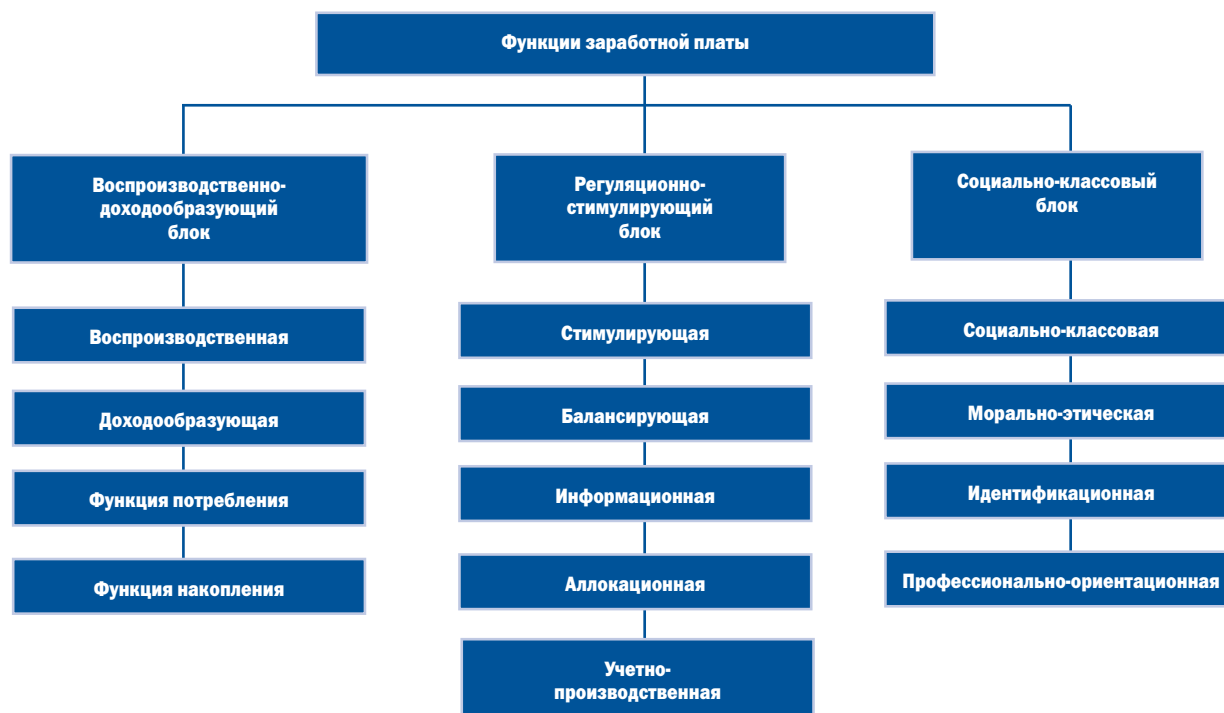 Функции заработной платы
Воспроизводственно-
доходообразующий
блок
Воспроизводственная
Доходообразующая
Функция потребления
Функция накопления
Регуляционно-
стимулирующий
блок
Стимулирующая
Балансирующая
Информационная
Аллокационная
Учетно-
производственная
Социально-классовый
блок
Социально-классовая
Морально-этическая
Идентификационная
Профессионально-ориентационная